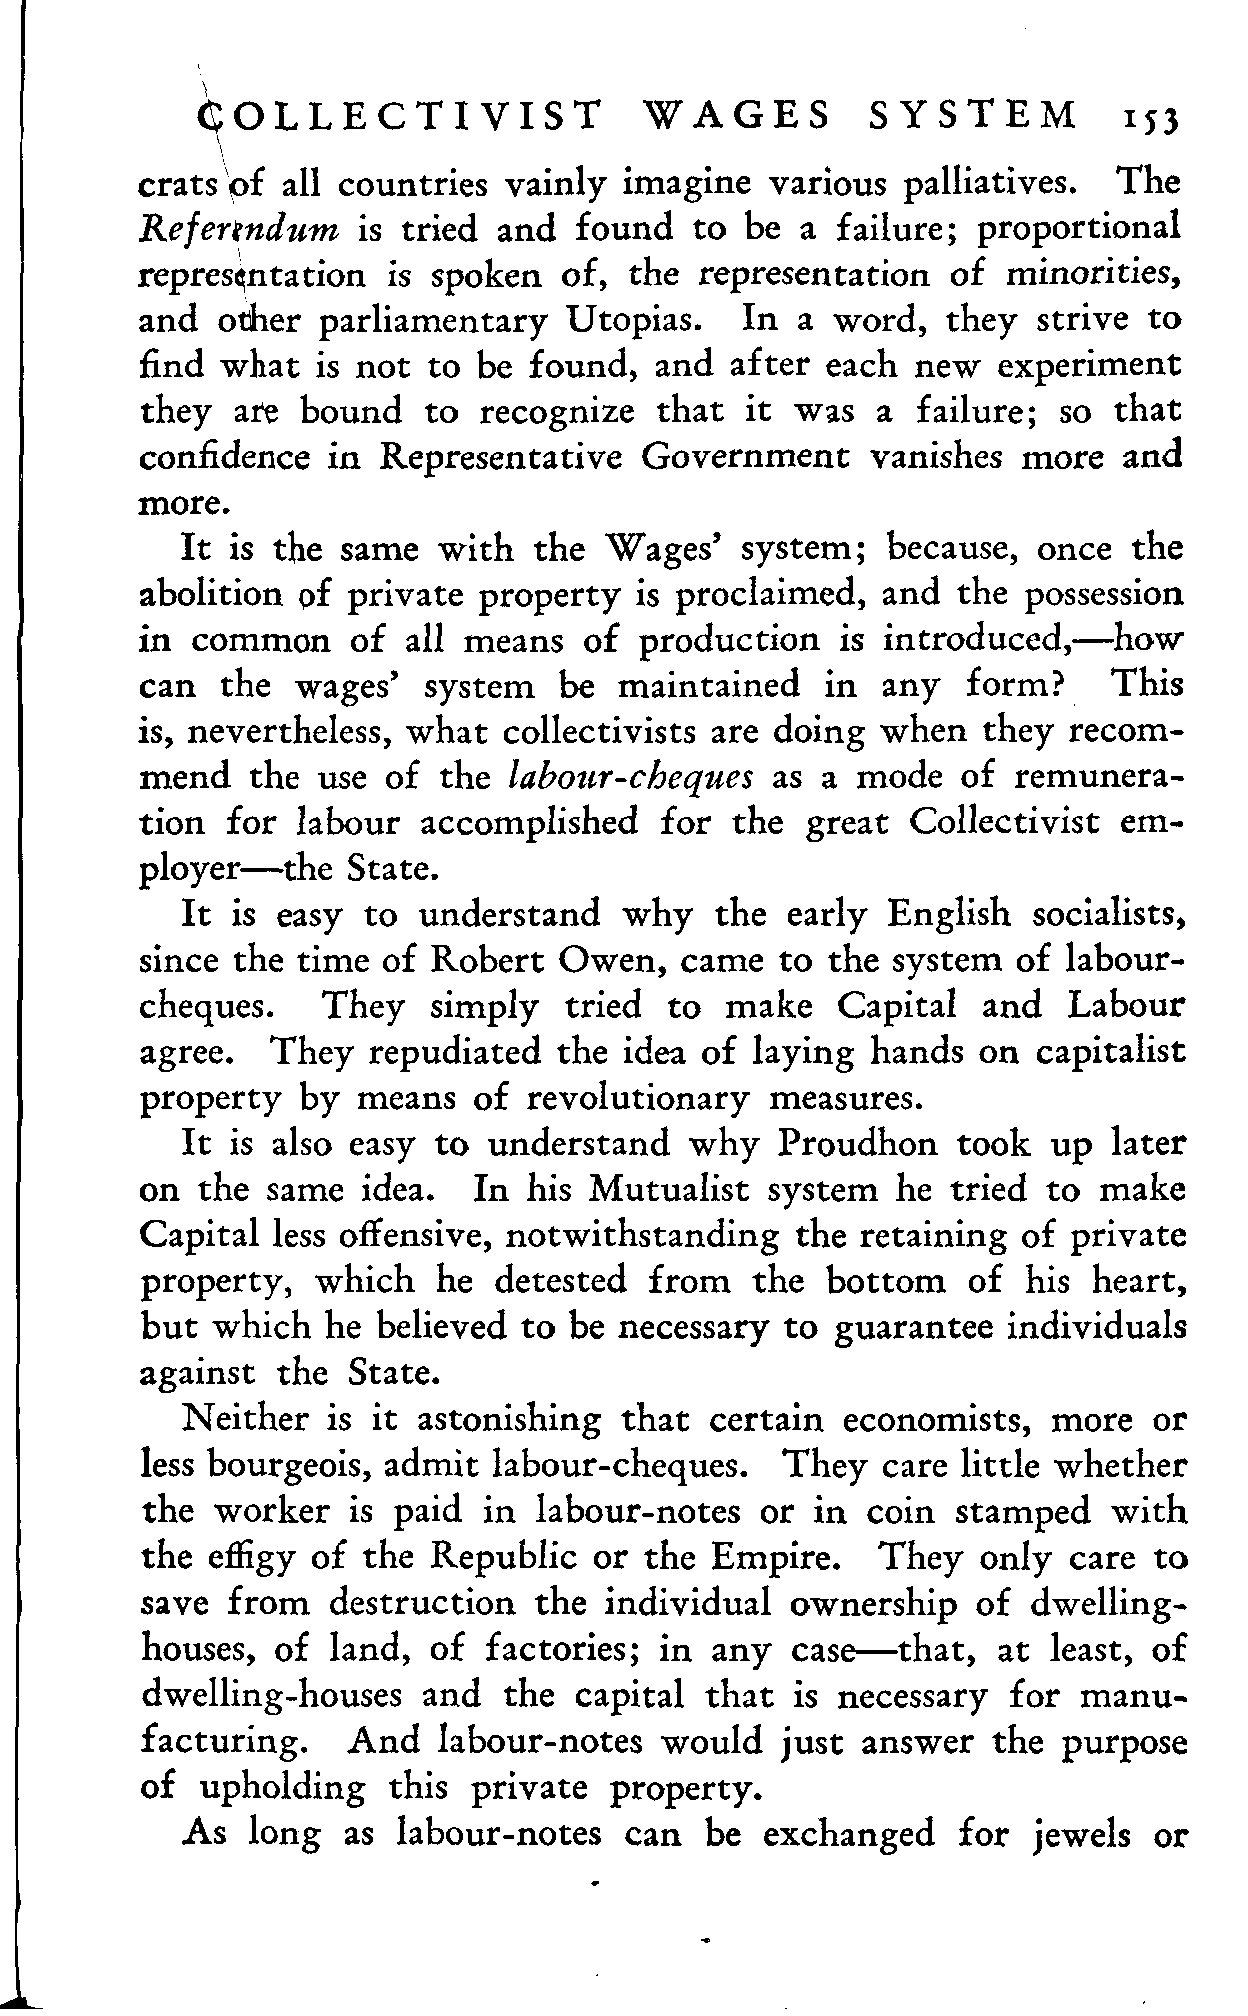 COLLECTIVIST WAGES SYSTEM 153
crats of all countries vainly imagine various palliatives. The
Referendum is tried and found to be a failure; proportional
representation is spoken of, the representation of minorities,
and other parliamentary Utopias. In a word, they strive to
find what is not to be found, and after each new experiment
they are bound to recognize that it was a failure; so that
confidence in Representative Government vanishes more and
more.
It is the same with the Wages' system; because, once the
abolition of private property is proclaimed, and the possession
in common of all means of production is introduced,—how
can the wages' system be maintained in any form? This
is, nevertheless, what collectivists are doing when they recom-
mend the use of the labour-cheques as a mode of remunera-
tion for labour accomplished for the great Collectivist em-
ployer—the State.
It is easy to understand why the early English socialists,
since the time of Robert Owen, came to the system of labour-
cheques. They simply tried to make Capital and Labour
agree. They repudiated the idea of laying hands on capitalist
property by means of revolutionary measures.
It is also easy to understand why Proudhon took up later
on the same idea. In his Mutualist system he tried to make
Capital less offensive, notwithstanding the retaining of private
property, which he detested from the bottom of his heart,
but which he believed to be necessary to guarantee individuals
against the State.
Neither is it astonishing that certain economists, more or
less bourgeois, admit labour-cheques. They care little whether
the worker is paid in labour-notes or in coin stamped with
the effigy of the Republic or the Empire. They only care to
save from destruction the individual ownership of dwelling-
houses, of land, of factories; in any case—that, at least, of
dwelling-houses and the capital that is necessary for manu-
facturing. And labour-notes would just answer the purpose
of upholding this private property.
As long as labour-notes can be exchanged for jewels or